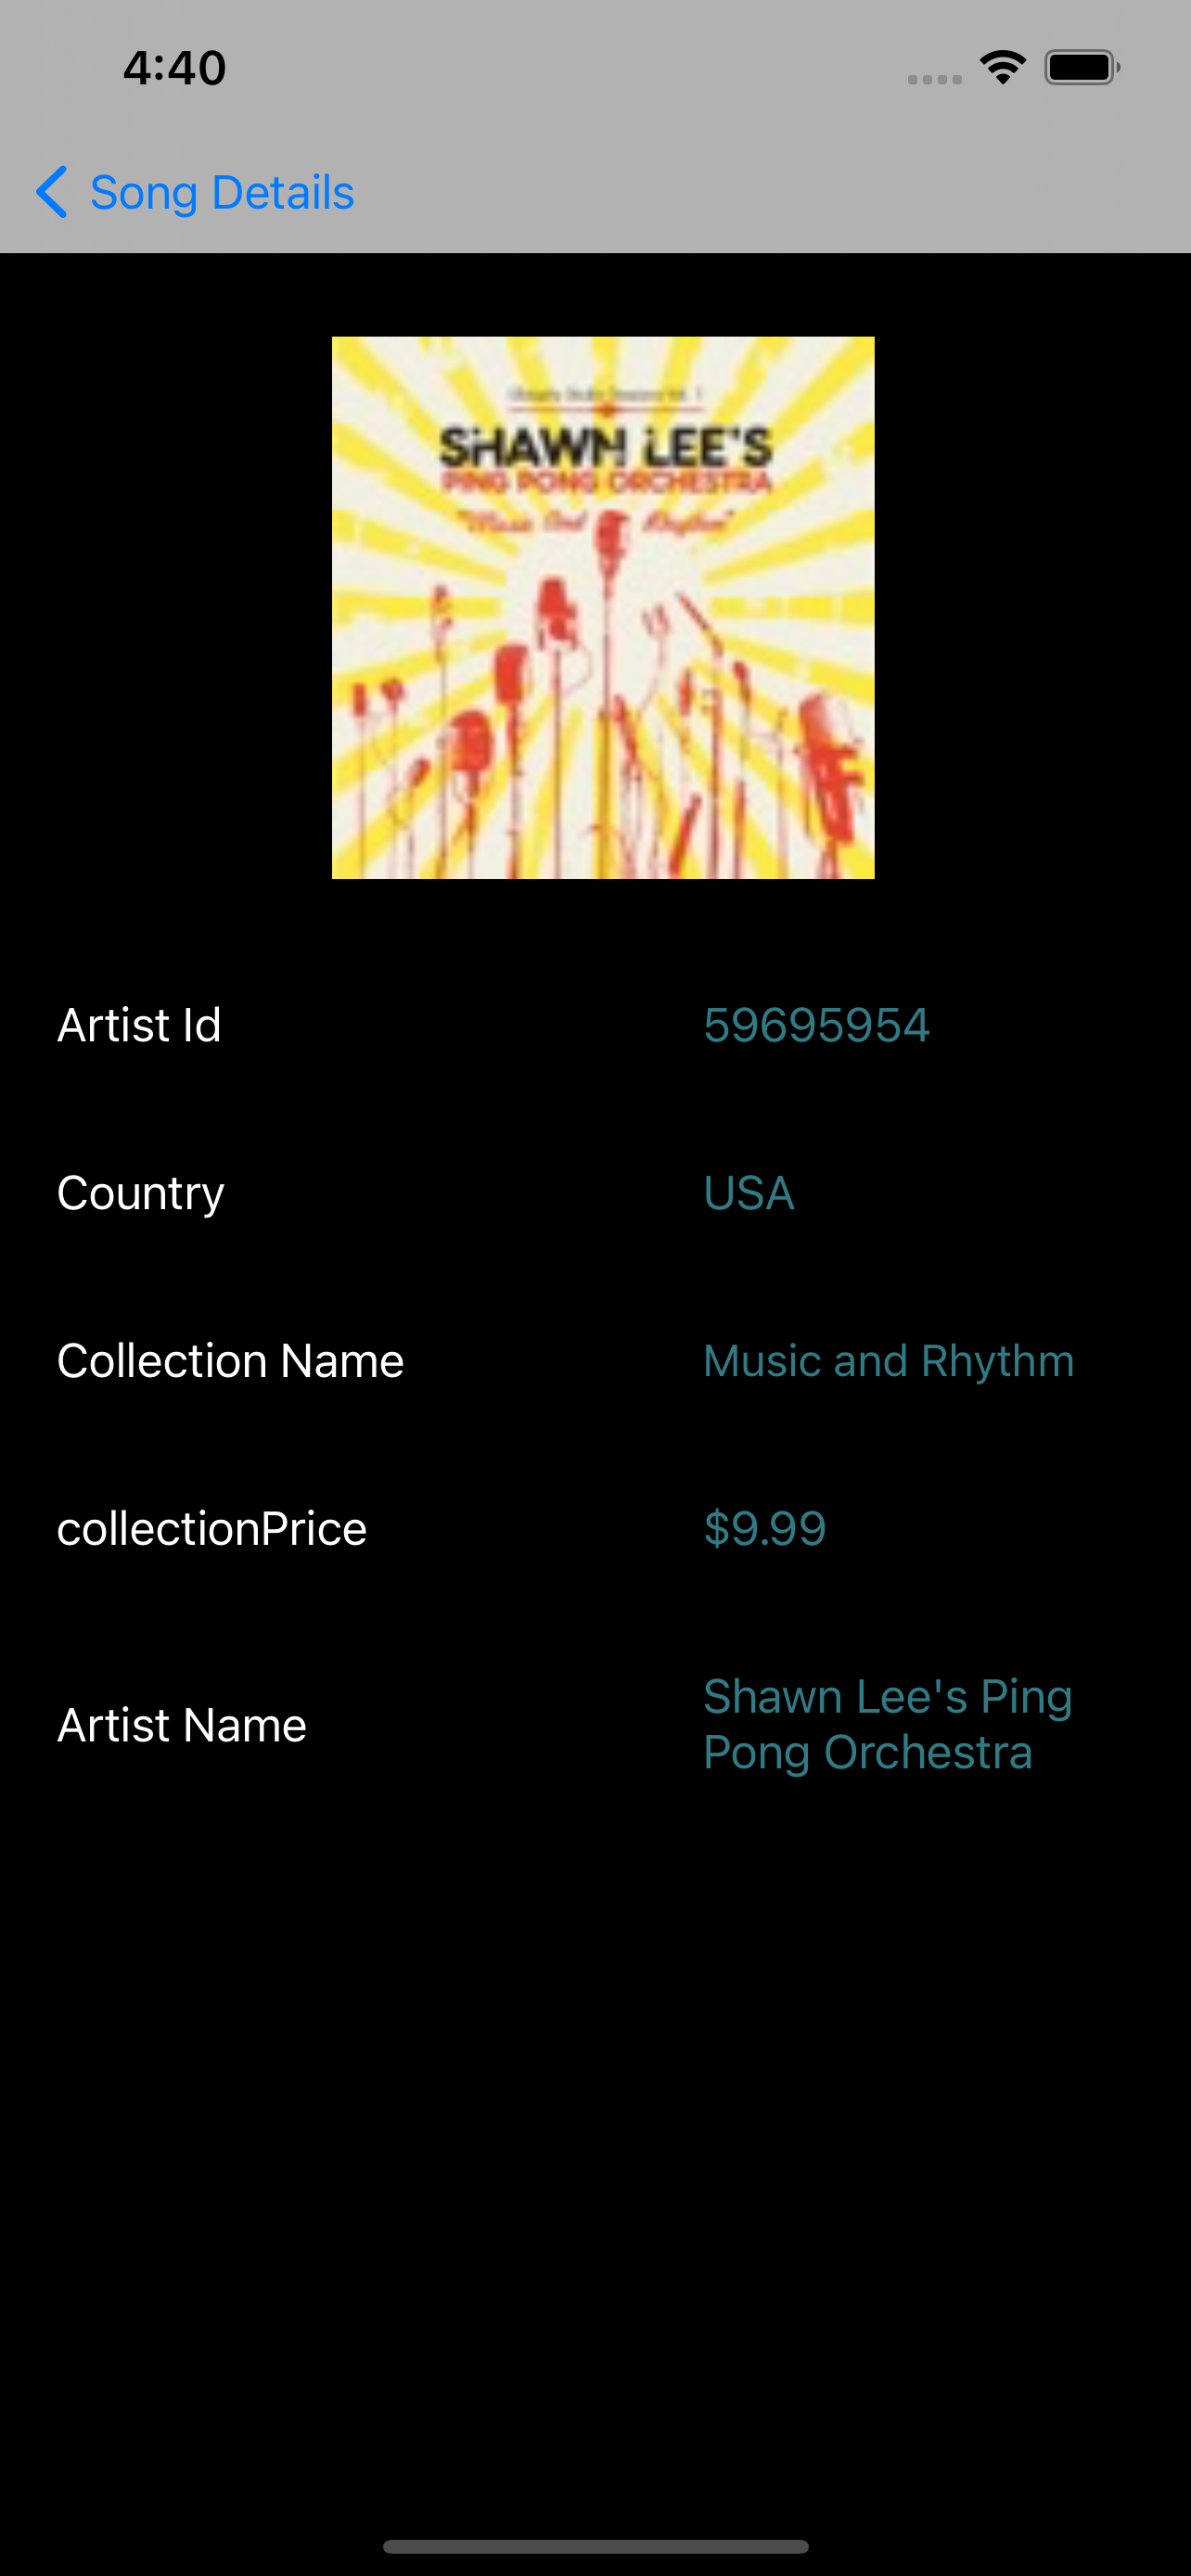 4:40
Song Details
SHAWN LEE'S
PING PONG ORCHESTRA
"Music And Rhythm"
Artist Id
59695954
Country
USA
Collection Name
Music and Rhythm
collectionPrice
$9.99
Artist Name
Shawn Lee's Ping
Pong Orchestra